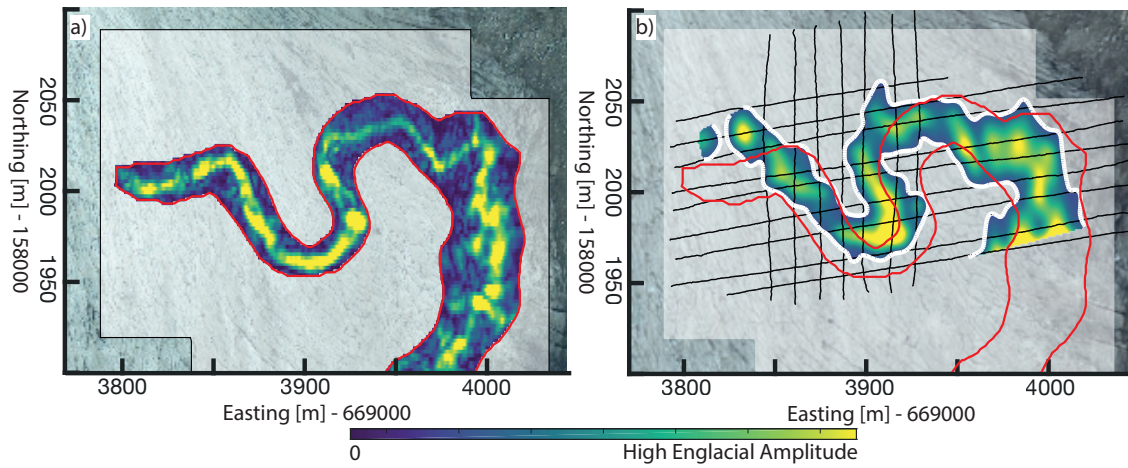 a)
b)
2050
2000
1950
Northing [m] - 158000
3800
3900
4000
Easting [m] - 669000
2050
2000
1950
Northing [m] - 158000
3800
3900
4000
Easting [m] - 669000
0
High Englacial Amplitude